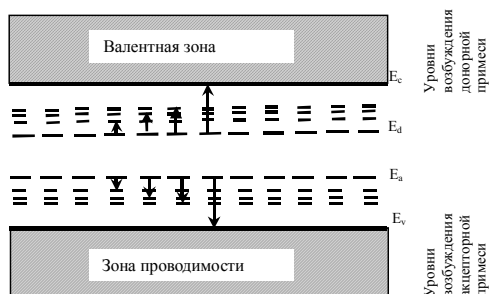 Валентная зона
E_c
E_d
E_a
E_v
Зона проводимости
Уровни
возбуждения
донорной
примеси
Уровни
возбуждения
акцепторной
примеси